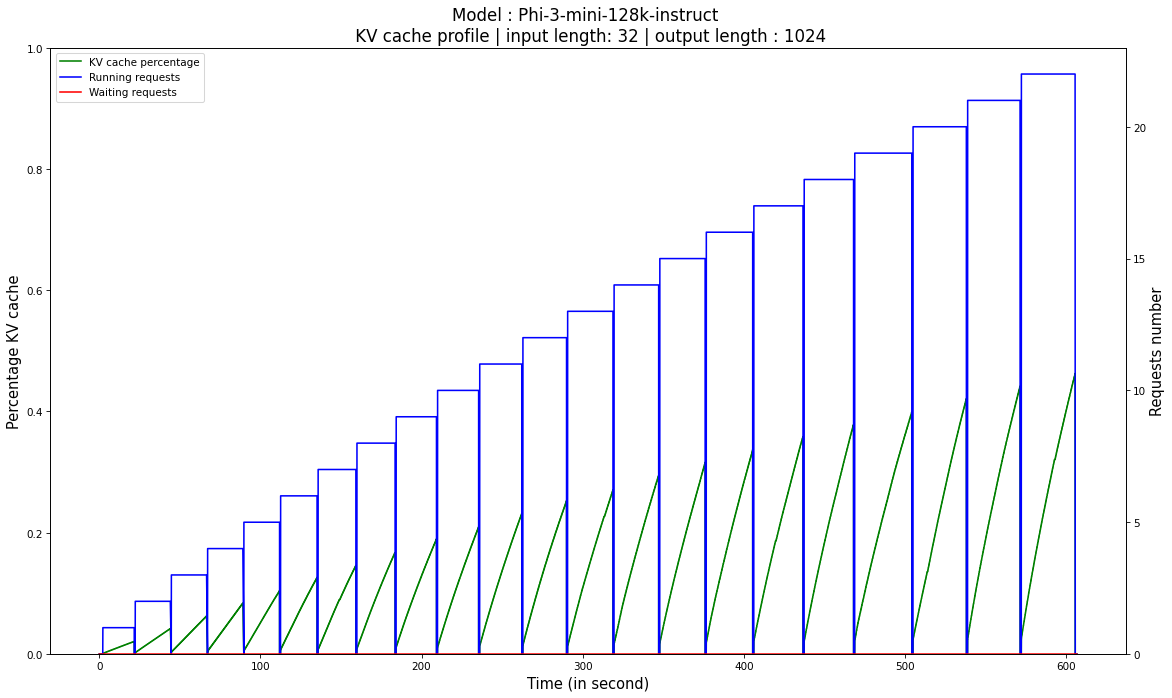 Model : Phi-3-mini-128k-instruct
KV cache profile | input length: 32 | output length : 1024
KV cache percentage
Running requests
Waiting requests
Percentage KV cache
1.0
0.8
0.6
0.4
0.2
0.0
0
100
200
300
400
500
600
Time (in second)
20
15
10
5
0
Requests number